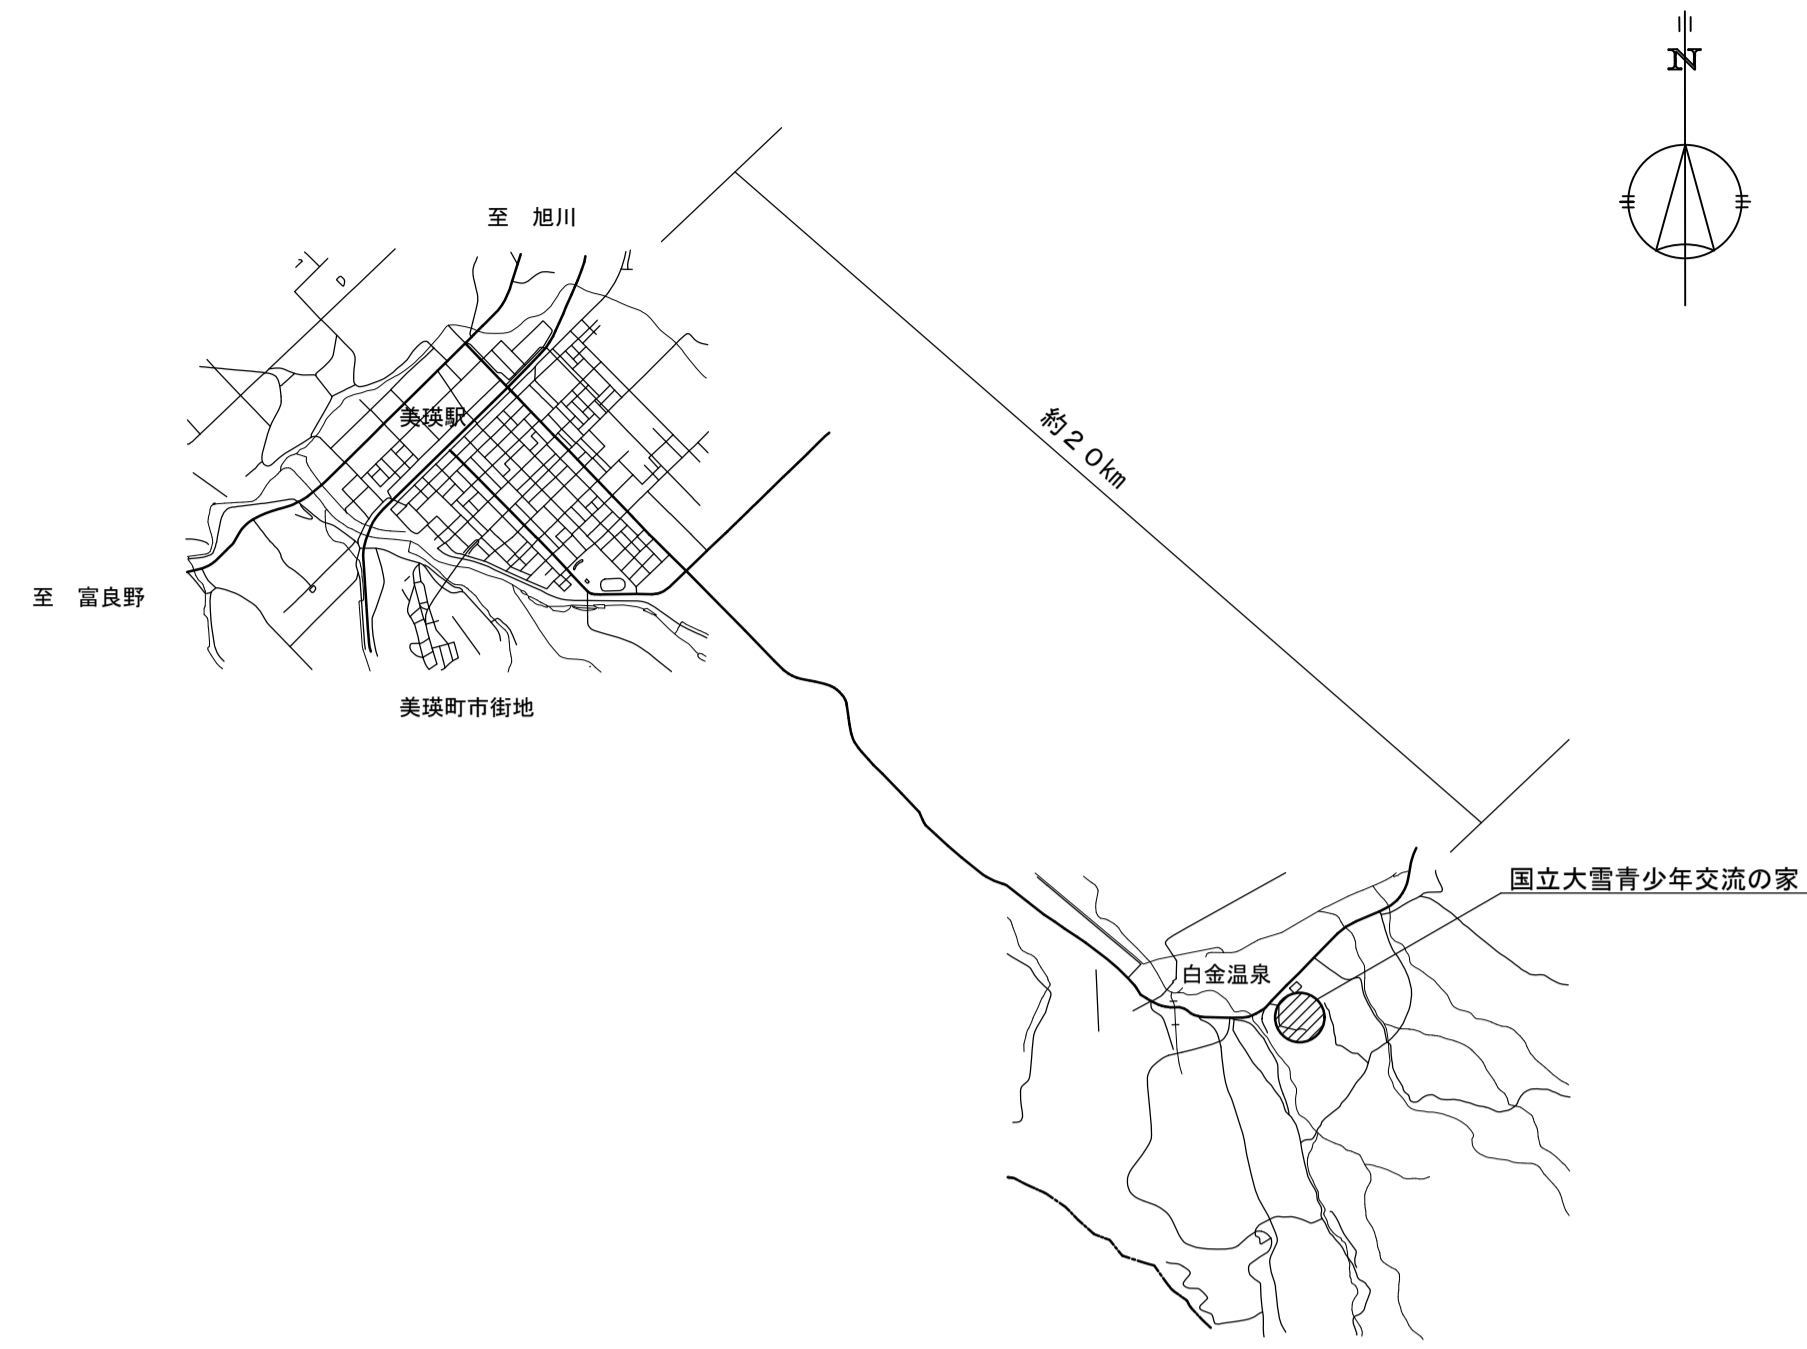 N
至　旭川
美瑛駅
約２０㎞
至　富良野
美瑛町市街地
国立大雪青少年交流の家
白金温泉